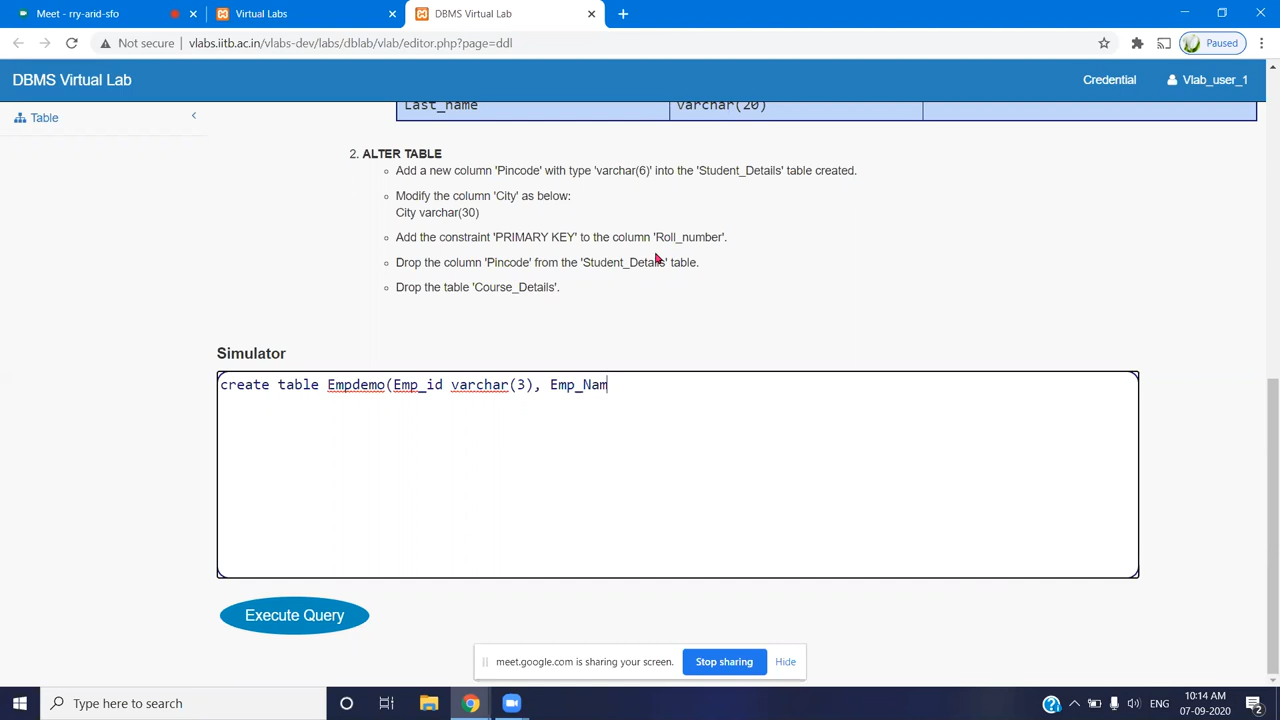 Meet - rry-arid-sfo
Virtual Labs
DBMS Virtual Lab
Not secure
vlabs.iitb.ac.in/vlabs-dev/labs/dblab/vlab/editor.php?page=ddl
Paused
DBMS Virtual Lab
Credential
Vlab_user_1
Table
Last_name
varchar(20)
2. ALTER TABLE
Add a new column 'Pincode' with type 'varchar(6)' into the 'Student_Details' table created.
Modify the column 'City' as below:
City varchar(30)
Add the constraint 'PRIMARY KEY' to the column 'Roll_number'.
Drop the column 'Pincode' from the 'Student_Details' table.
Drop the table 'Course_Details'.
Simulator
create table Empdemo(Emp_id varchar(3), Emp_Nam
Execute Query
meet.google.com is sharing your screen.
Stop sharing
Hide
Type here to search
ENG
10:14 AM
07-09-2020
2